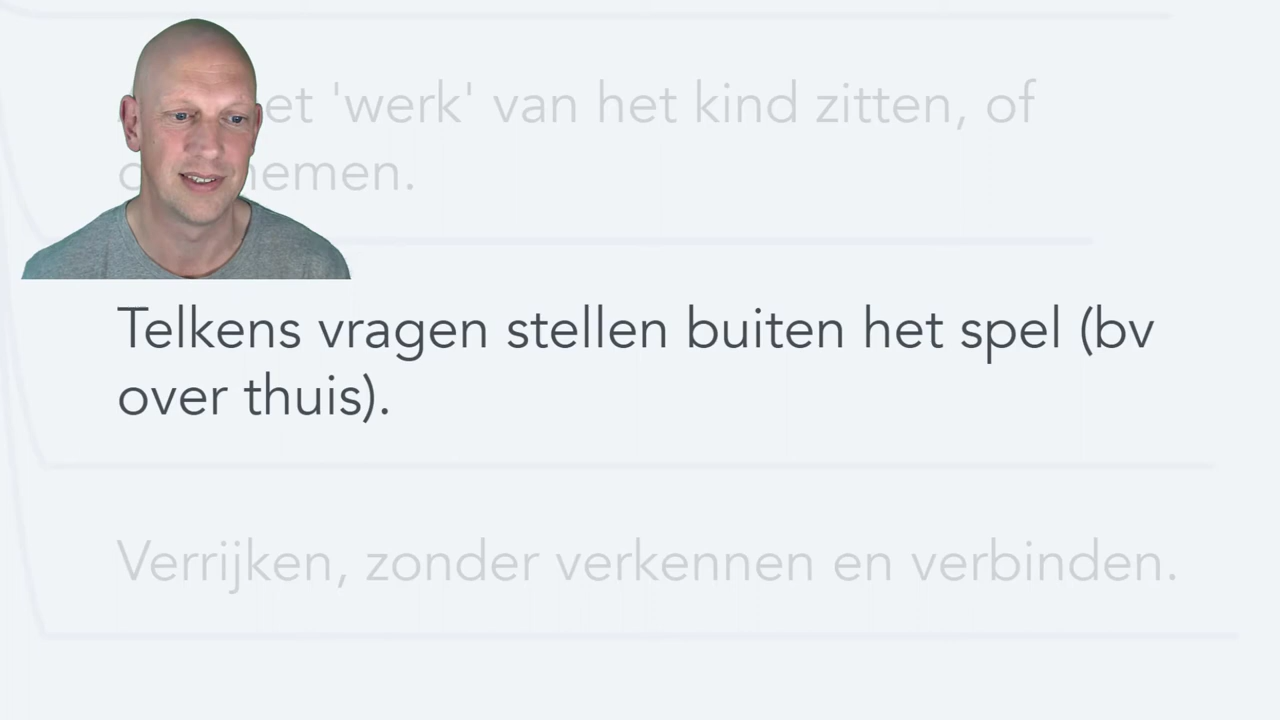 et 'werk' van het kind zitten, of
nemen.
Telkens vragen stellen buiten het spel (bv
over thuis).
Verrijken, zonder verkennen en verbinden.